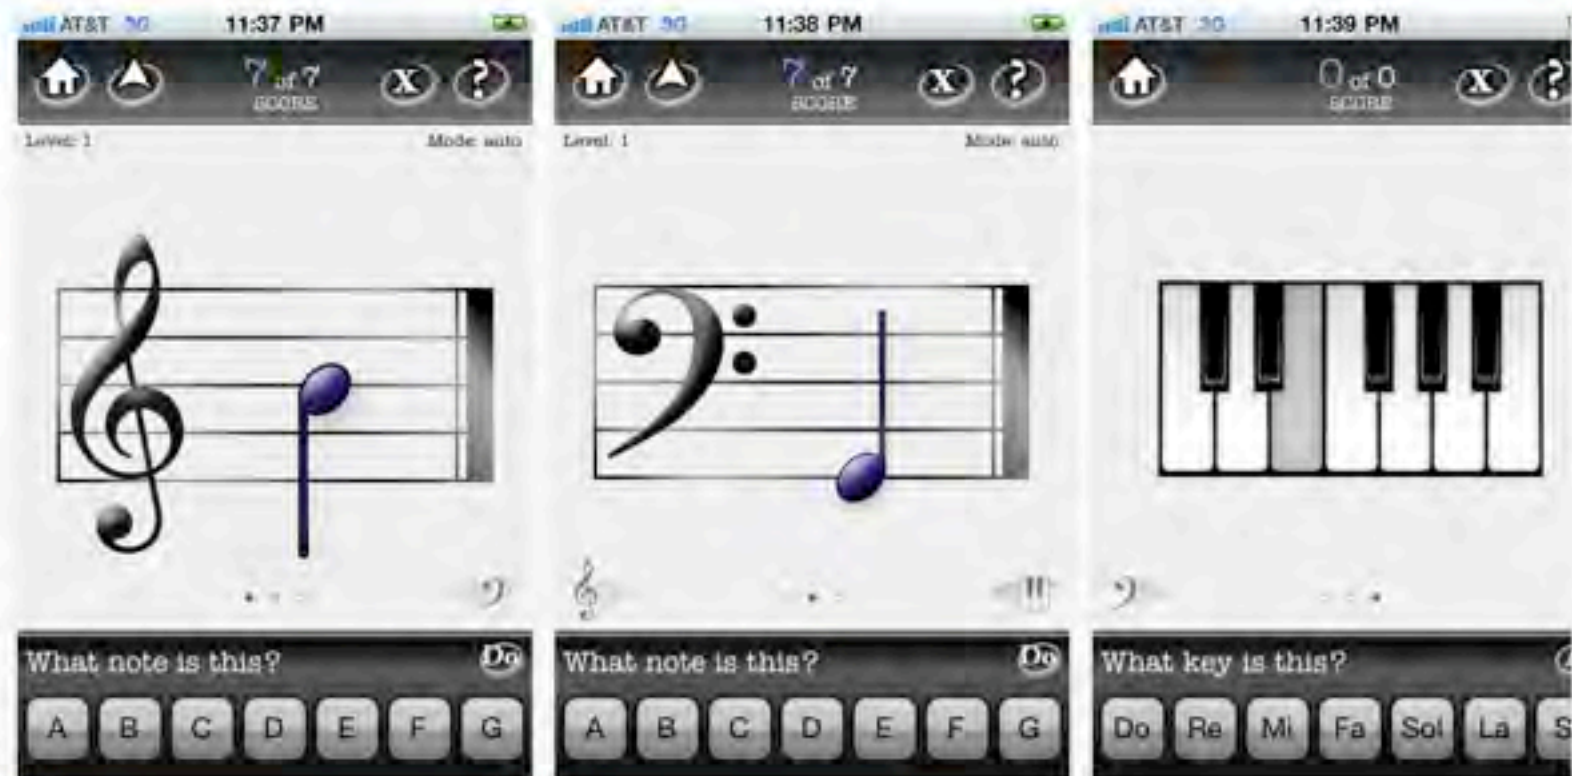 AT&T 3G 11:37 PM
7 of 7
X ?
SCORE
Level: 1 Mode: auto
What note is this? Do
A B C D E F G
AT&T 3G 11:38 PM
7 of 7
X ?
SCORE
Level: 1 Mode: auto
What note is this? Do
A B C D E F G
AT&T 3G 11:39 PM
0 of 0
X ?
SCORE
What key is this?
Do Re Mi Fa Sol La S